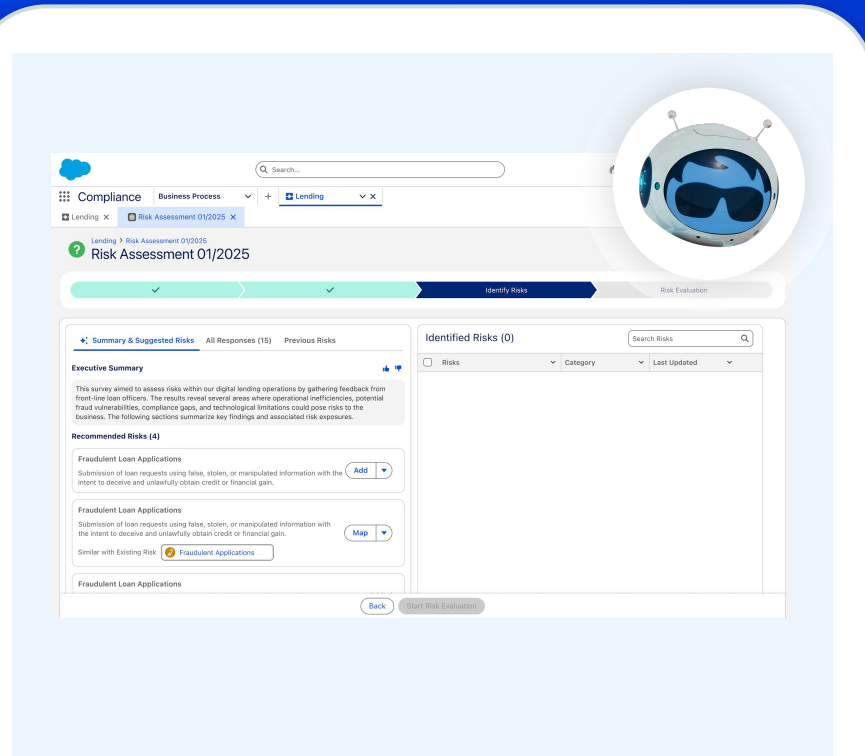 Search...
Compliance
Business Process
+
Lending
Lending
Risk Assessment 01/2025
?
Lending > Risk Assessment 01/2025
Risk Assessment 01/2025
Identify Risks
Risk Evaluation
Summary & Suggested Risks
All Responses (15)
Previous Risks
Executive Summary
This survey aimed to assess risks within our digital lending operations by gathering feedback from
front-line loan officers. The results reveal several areas where operational inefficiencies, potential
fraud vulnerabilities, compliance gaps, and technological limitations could pose risks to the
business. The following sections summarize key findings and associated risk exposures.
Recommended Risks (4)
Fraudulent Loan Applications
Submission of loan requests using false, stolen, or manipulated information with the
intent to deceive and unlawfully obtain credit or financial gain.
Add
Fraudulent Loan Applications
Submission of loan requests using false, stolen, or manipulated information with
the intent to deceive and unlawfully obtain credit or financial gain.
Map
Similar with Existing Risk
Fraudulent Applications
Fraudulent Loan Applications
Identified Risks (0)
Search Risks
Risks
Category
Last Updated
Back
Start Risk Evaluation